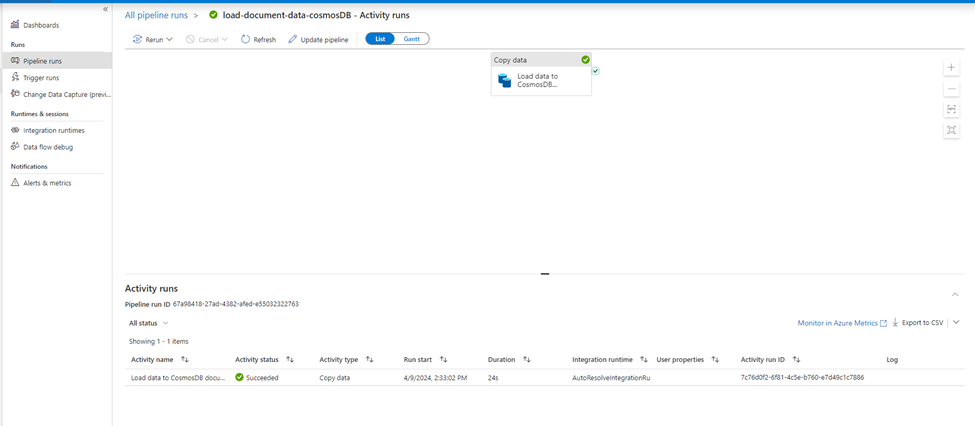 «
Dashboards
Runs
Pipeline runs
Trigger runs
Change Data Capture (previ...
Runtimes & sessions
Integration runtimes
Data flow debug
Notifications
Alerts & metrics
All pipeline runs > load-document-data-cosmosDB - Activity runs
Rerun Cancel Refresh Update pipeline List Gantt
Copy data
Load data to
CosmosDB...
Activity runs
Pipeline run ID 67a98418-27ad-4382-afed-e55032322763
All status
Monitor in Azure Metrics Export to CSV
Showing 1 - 1 items
Activity name Activity status Activity type Run start Duration Integration runtime User properties Activity run ID Log
Load data to CosmosDB docu... Succeeded Copy data 4/9/2024, 2:33:02 PM 24s AutoResolveIntegrationRu 7c76d0f2-6f81-4c5e-b760-e7d49c1c7886